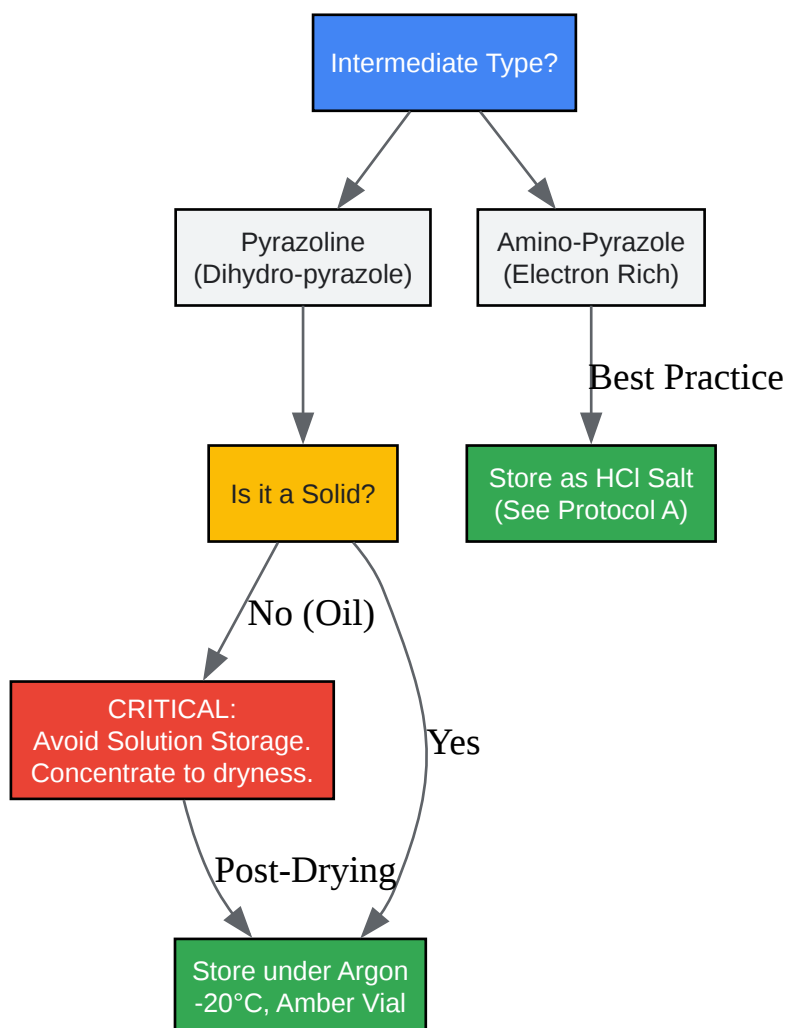 Intermediate Type?
Pyrazoline
(Dihydro-pyrazole)
Amino-Pyrazole
(Electron Rich)
Best Practice
Is it a Solid?
Store as HCl Salt
(See Protocol A)
No (Oil)
CRITICAL:
Avoid Solution Storage.
Concentrate to dryness.
Yes
Post-Drying
Store under Argon
-20°C, Amber Vial